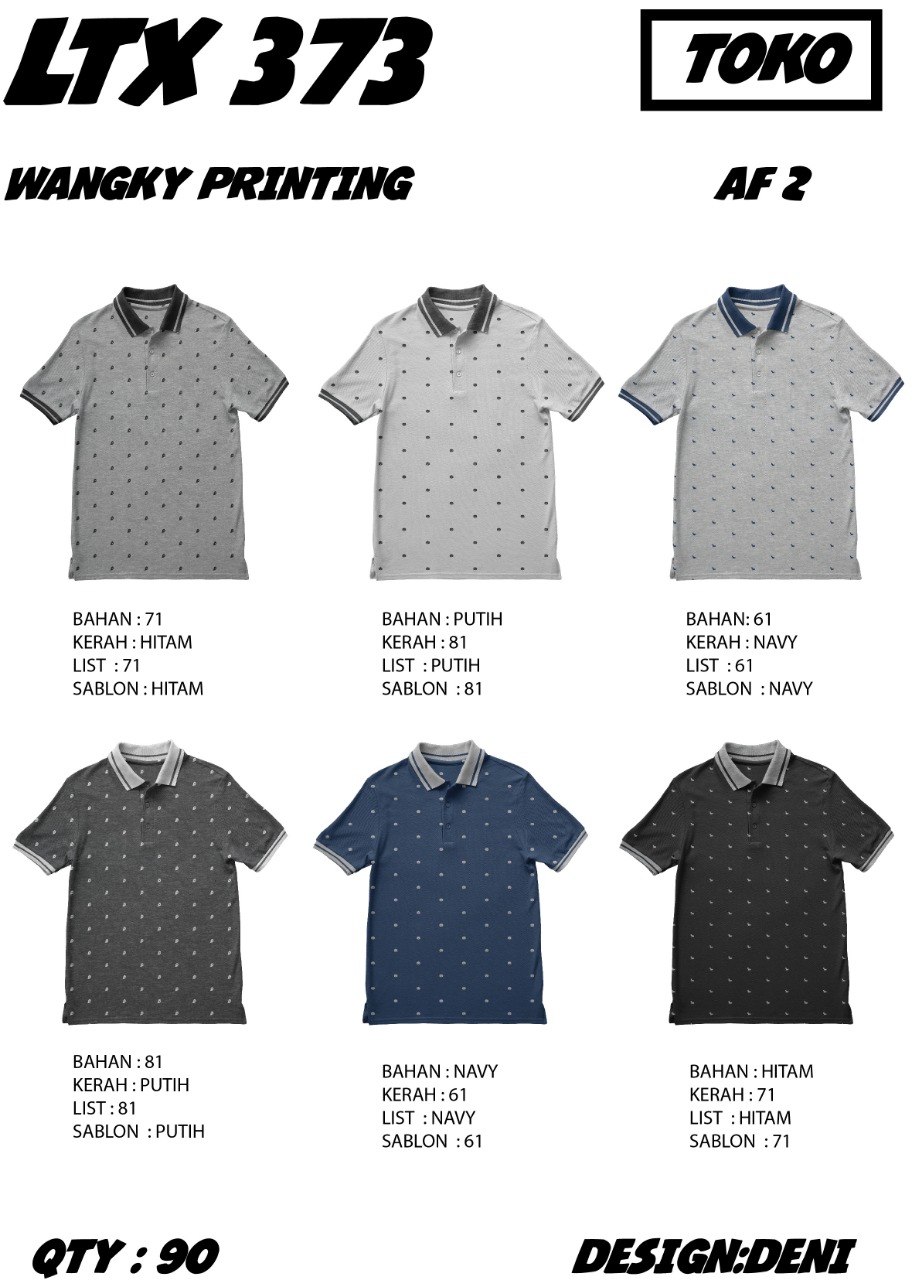 LTX 373
TOKO
WANGKY PRINTING
AF 2
BAHAN : 71
KERAH : HITAM
LIST : 71
SABLON : HITAM
BAHAN : PUTIH
KERAH : 81
LIST : PUTIH
SABLON : 81
BAHAN: 61
KERAH : NAVY
LIST : 61
SABLON : NAVY
BAHAN : 81
KERAH : PUTIH
LIST : 81
SABLON : PUTIH
BAHAN : NAVY
KERAH : 61
LIST : NAVY
SABLON : 61
BAHAN : HITAM
KERAH : 71
LIST : HITAM
SABLON : 71
QTY : 90
DESIGN:DENI